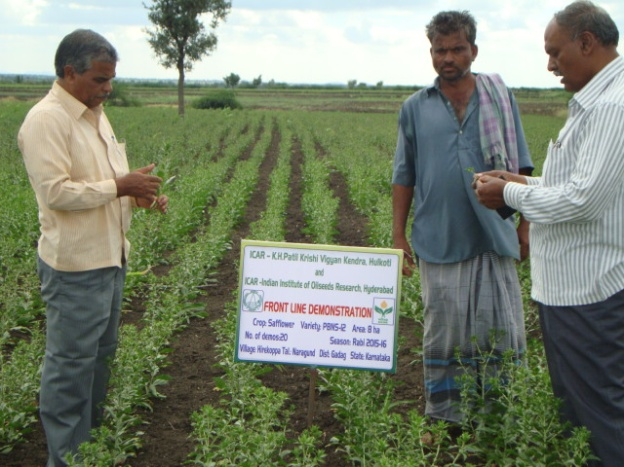 ICAR - K.H.Patil Krishi Vigyan Kendra, Hulkoti
and
ICAR -Indian Institute of Oilseeds Research, Hyderabad
FRONT LINE DEMONSTRATION
Crop: Safflower Variety PBNS-12 Area: 8 ha
No. of demos:20 Season: Rabi 2015-16
Village: Hirekoppa Tal: Naragund Dist: Gadag State: Karnataka